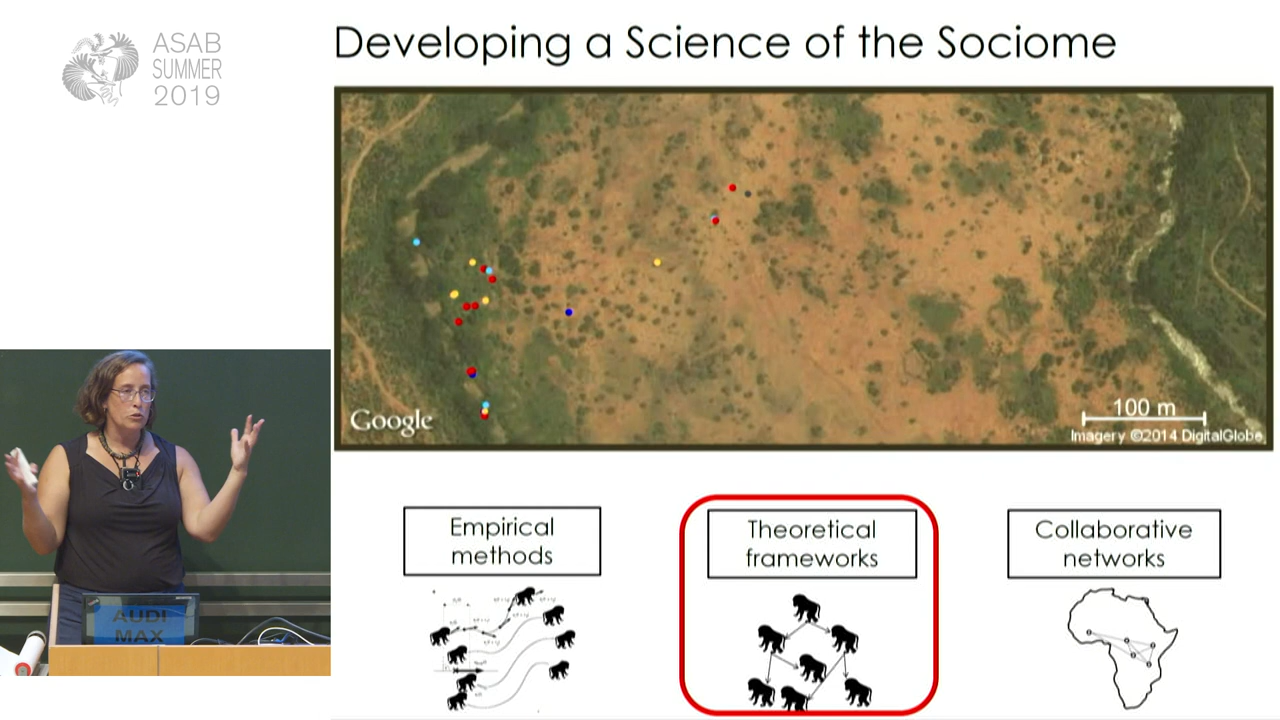 ASAB
SUMMER
2019
Developing a Science of the Sociome
Google
100 m
Imagery ©2014 DigitalGlobe
Empirical
methods
Theoretical
frameworks
Collaborative
networks
AUDI
MAX